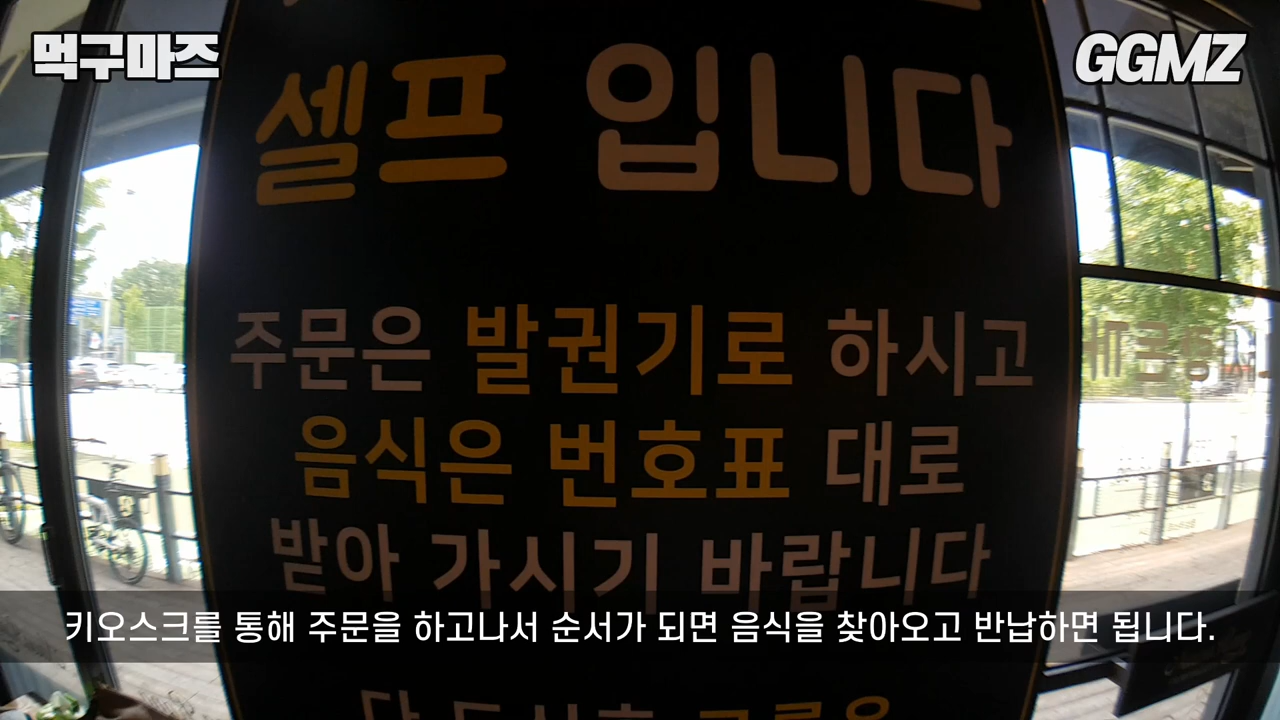 먹구마즈
GGMZ
셀프 입니다
주문은 발권기로 하시고
음식은 번호표 대로
받아 가시기 바랍니다
키오스크를 통해 주문을 하고나서 순서가 되면 음식을 찾아오고 반납하면 됩니다.